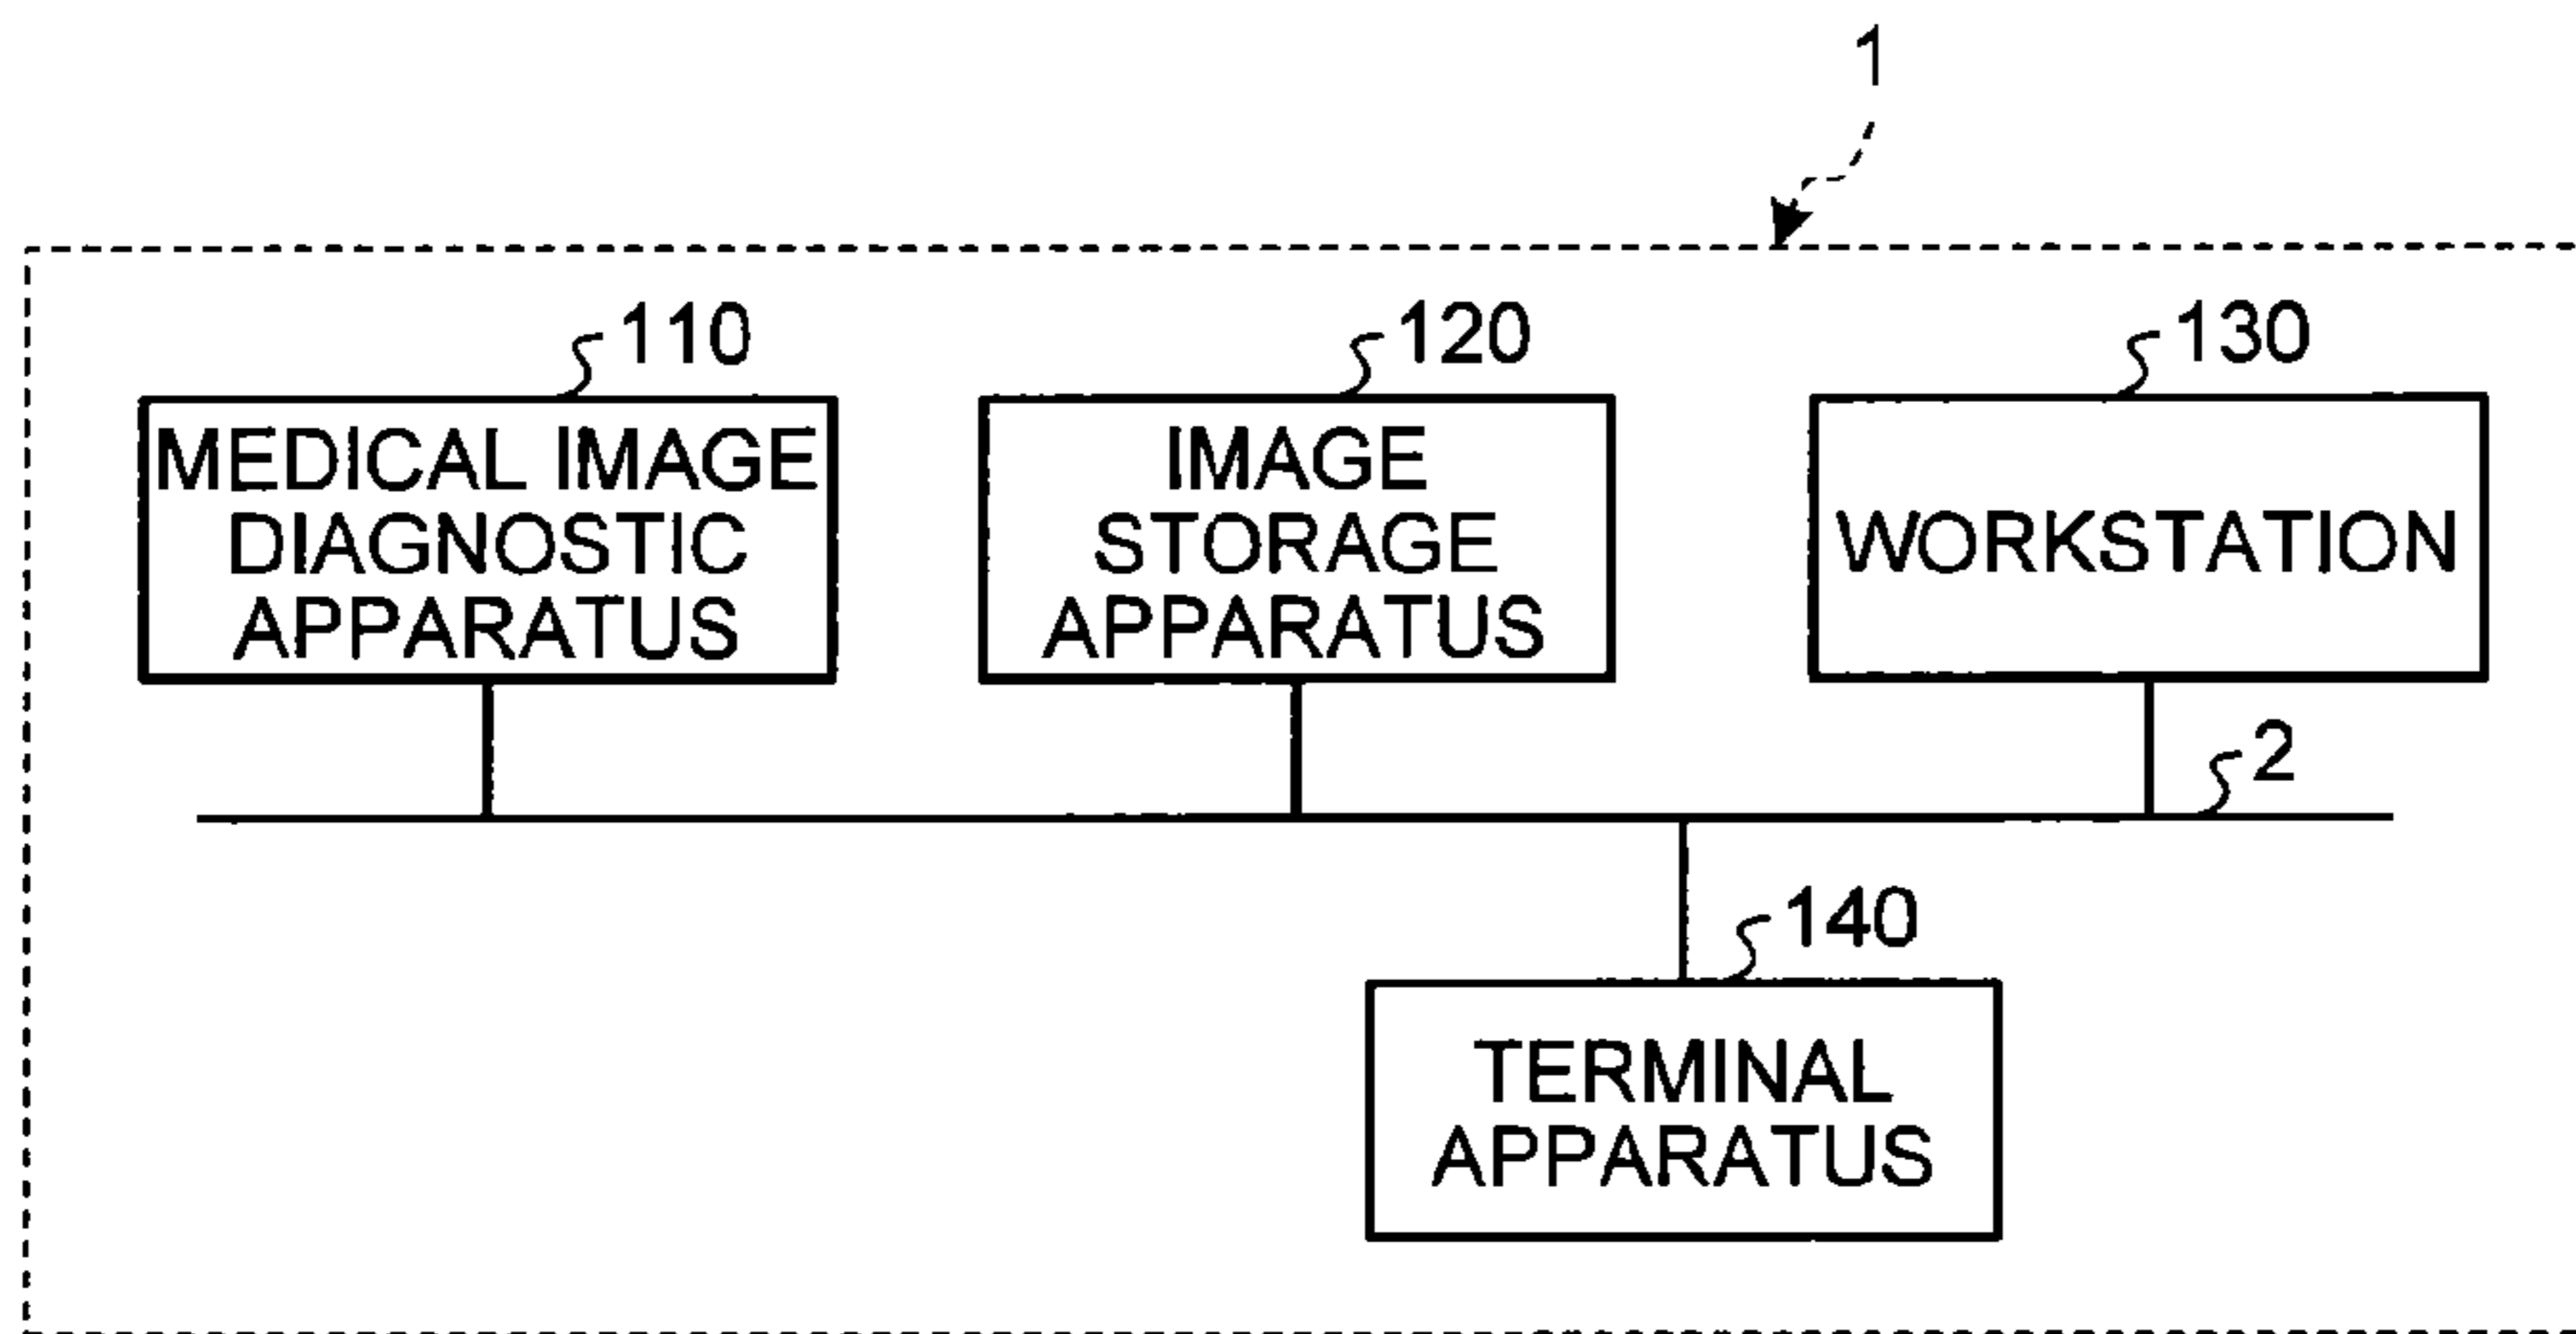 1
110
120
130
MEDICAL IMAGE
DIAGNOSTIC
APPARATUS
IMAGE
STORAGE
APPARATUS
WORKSTATION
2
140
TERMINAL
APPARATUS